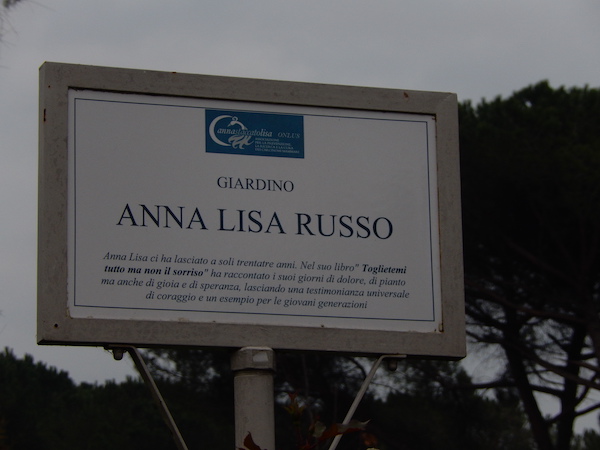 ONLUS
GIARDINO
ANNA LISA RUSSO
Anna Lisa ci ha lasciato a soli trentatre anni. Nel suo libro" Toglietemi
tutto ma non il sorriso" ha raccontato i suoi giorni di dolore, di pianto
ma anche di gioia e di speranza, lasciando una testimonianza universale
di coraggio e un esempio per le giovani generazioni